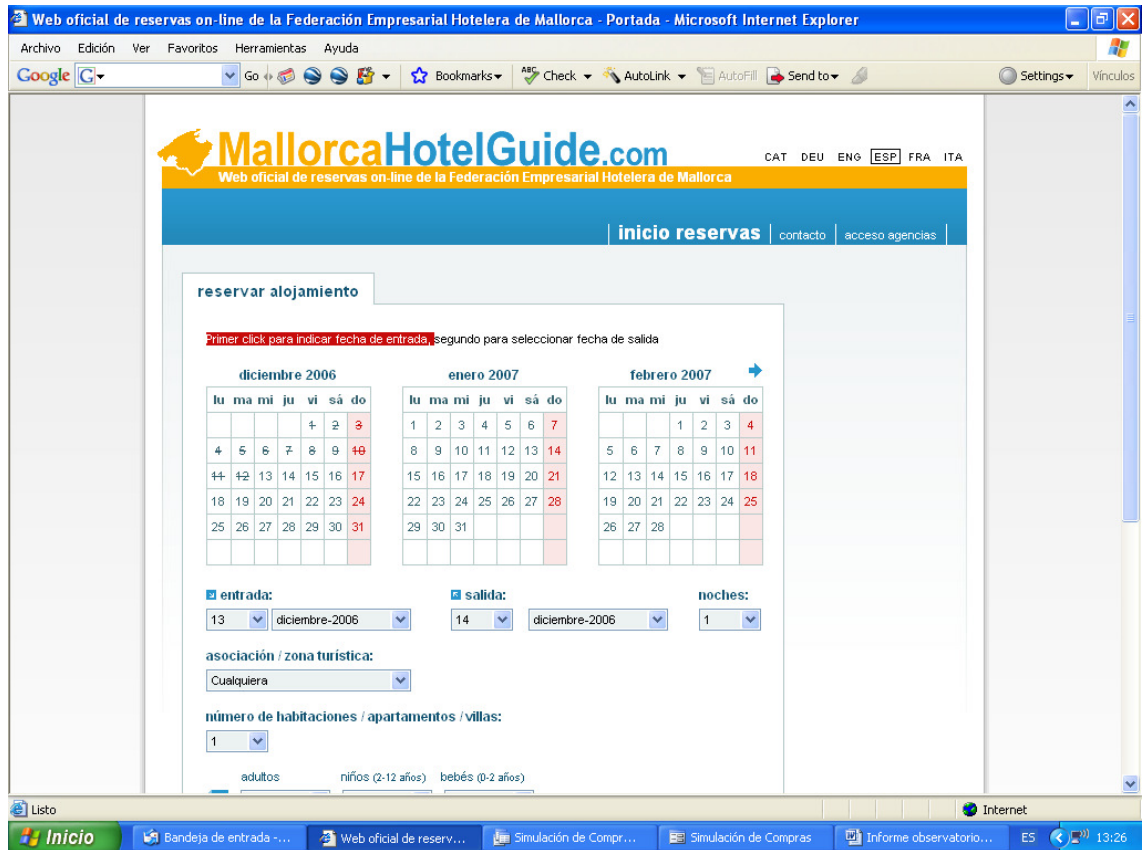 Web oficial de reservas on-line de la Federación Empresarial Hotelera de Mallorca - Portada - Microsoft Internet Explorer
Archivo Edición Ver Favoritos Herramientas Ayuda
Google G Go Bookmarks ABC Check AutoLink AutoFill Send to Settings Vínculos
MallorcaHotelGuide.com
CAT DEU ENG ESP FRA ITA
Web oficial de reservas on-line de la Federación Empresarial Hotelera de Mallorca
inicio reservas contacto acceso agencias
reservar alojamiento
Primer click para indicar fecha de entrada, segundo para seleccionar fecha de salida
diciembre 2006 enero 2007 febrero 2007
lu ma mi ju vi sá do lu ma mi ju vi sá do lu ma mi ju vi sá do
1 2 3 1 2 3 4 5 6 7 1 2 3 4
4 5 6 7 8 9 10 8 9 10 11 12 13 14 5 6 7 8 9 10 11
11 12 13 14 15 16 17 15 16 17 18 19 20 21 12 13 14 15 16 17 18
18 19 20 21 22 23 24 22 23 24 25 26 27 28 19 20 21 22 23 24 25
25 26 27 28 29 30 31 29 30 31 26 27 28
entrada: salida: noches:
13 diciembre-2006 14 diciembre-2006 1
asociación / zona turística:
Cualquiera
número de habitaciones / apartamentos / villas:
1
adultos niños (2-12 años) bebés (0-2 años)
Listo Internet
Inicio Bandeja de entrada -... Web oficial de reserv... Simulación de Compr... Simulación de Compras Informe observatorio... ES 13:26